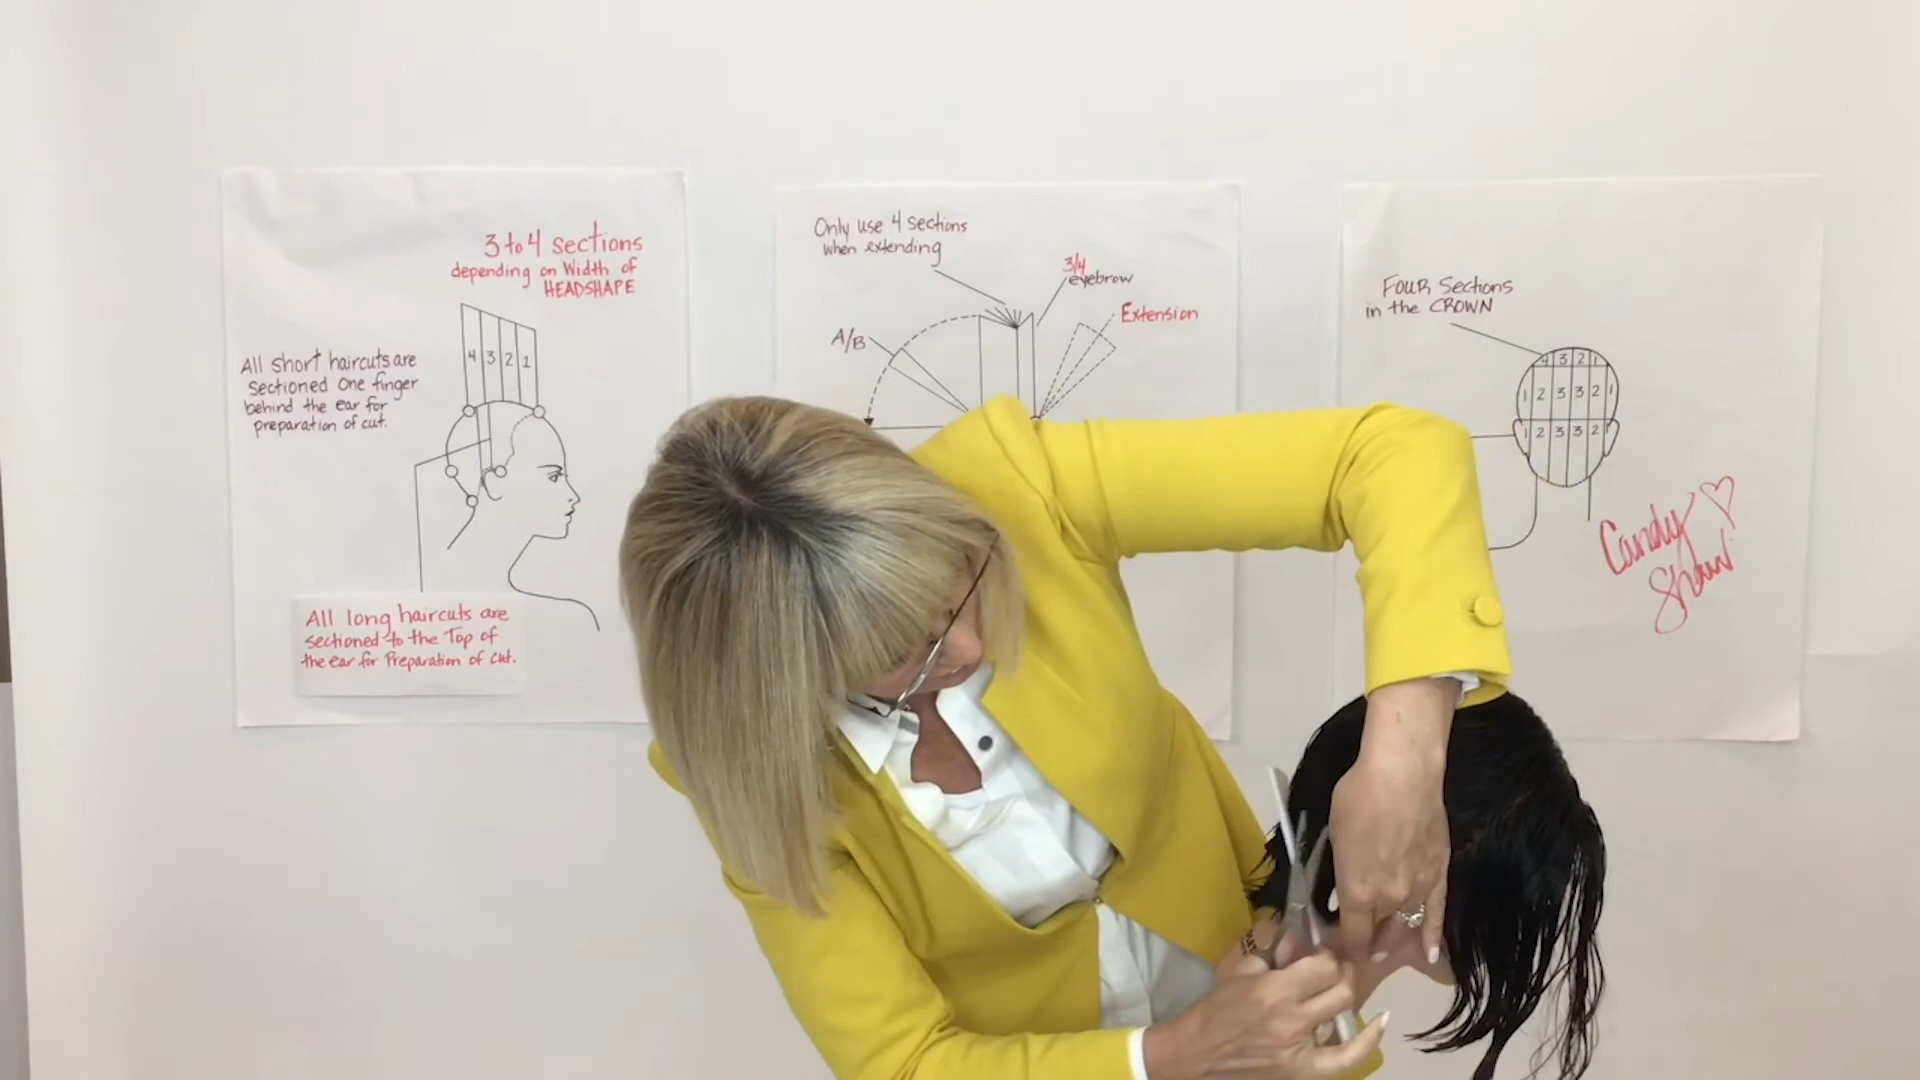 3 to 4 sections
depending on Width of
HEADSHAPE
4 3 2 1
All short haircuts are
sectioned one finger
behind the ear for
preparation of cut.
All long haircuts are
sectioned to the Top of
the ear for Preparation of cut.
Only use 4 sections
when extending
3/4
eyebrow
Extension
A/B
FOUR Sections
in the CROWN
4 3 2 1
1 2 3 3 2 1
1 2 3 3 2 1
Candy
Shaw